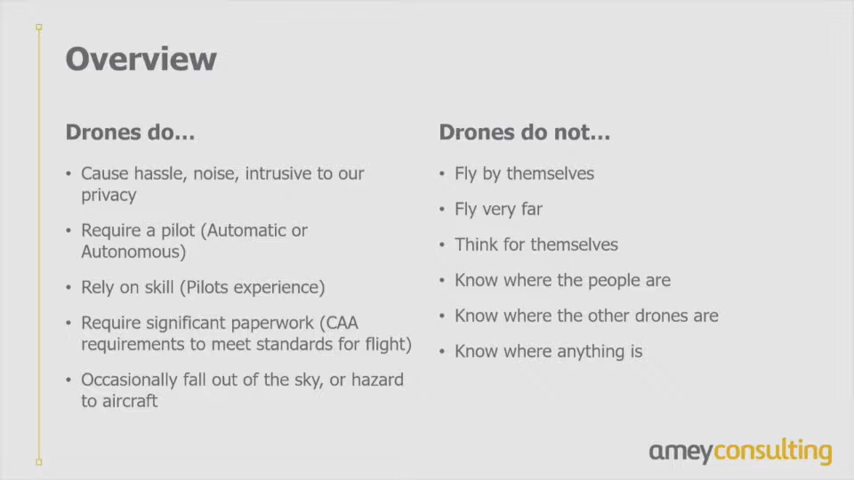 Overview
Drones do...
• Cause hassle, noise, intrusive to our
privacy
• Require a pilot (Automatic or
Autonomous)
• Rely on skill (Pilots experience)
• Require significant paperwork (CAA
requirements to meet standards for flight)
• Occasionally fall out of the sky, or hazard
to aircraft
Drones do not...
• Fly by themselves
• Fly very far
• Think for themselves
• Know where the people are
• Know where the other drones are
• Know where anything is
ameyconsulting